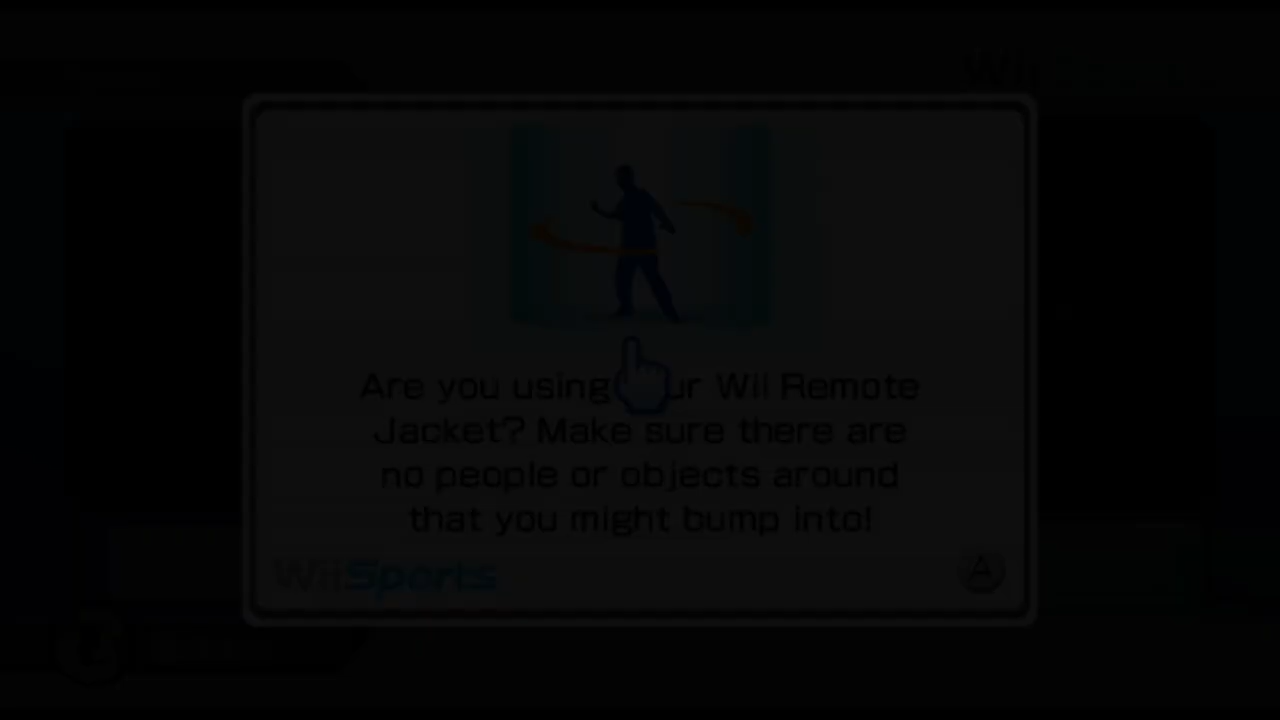 Are you using ur Wii Remote
Jacket? Make sure there are
no people or objects around
that you might bump into!
Wii Sports
A